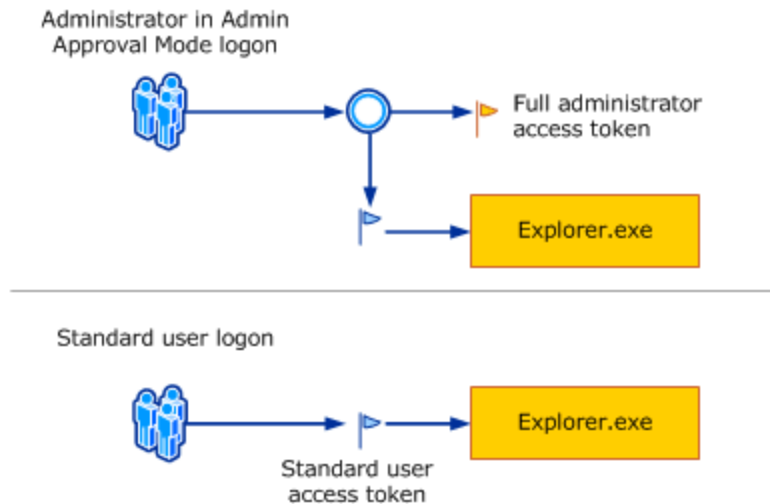 Administrator in Admin
Approval Mode logon
Full administrator
access token
Explorer.exe
Standard user logon
Explorer.exe
Standard user
access token